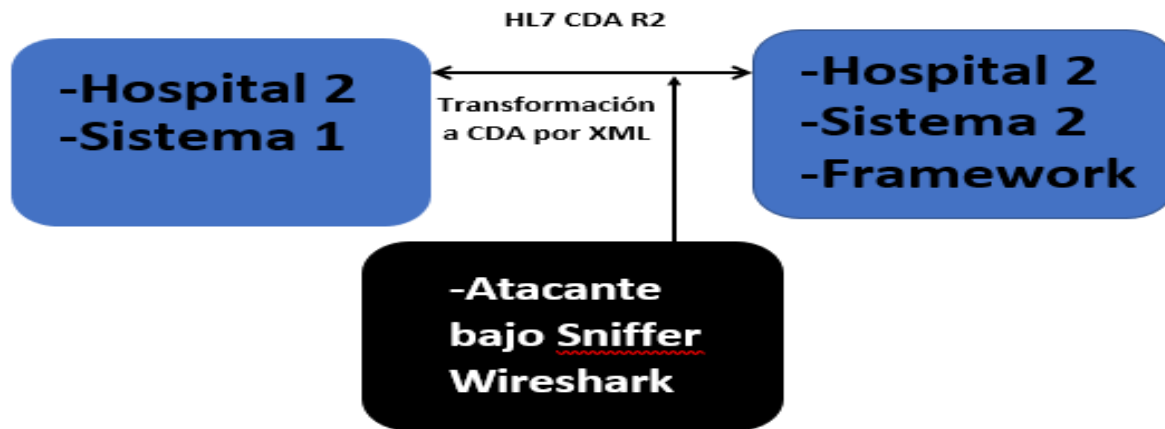 HL7 CDA R2
-Hospital 2
-Sistema 1
Transformación
a CDA por XML
-Hospital 2
-Sistema 2
-Framework
-Atacante
bajo Sniffer
Wireshark